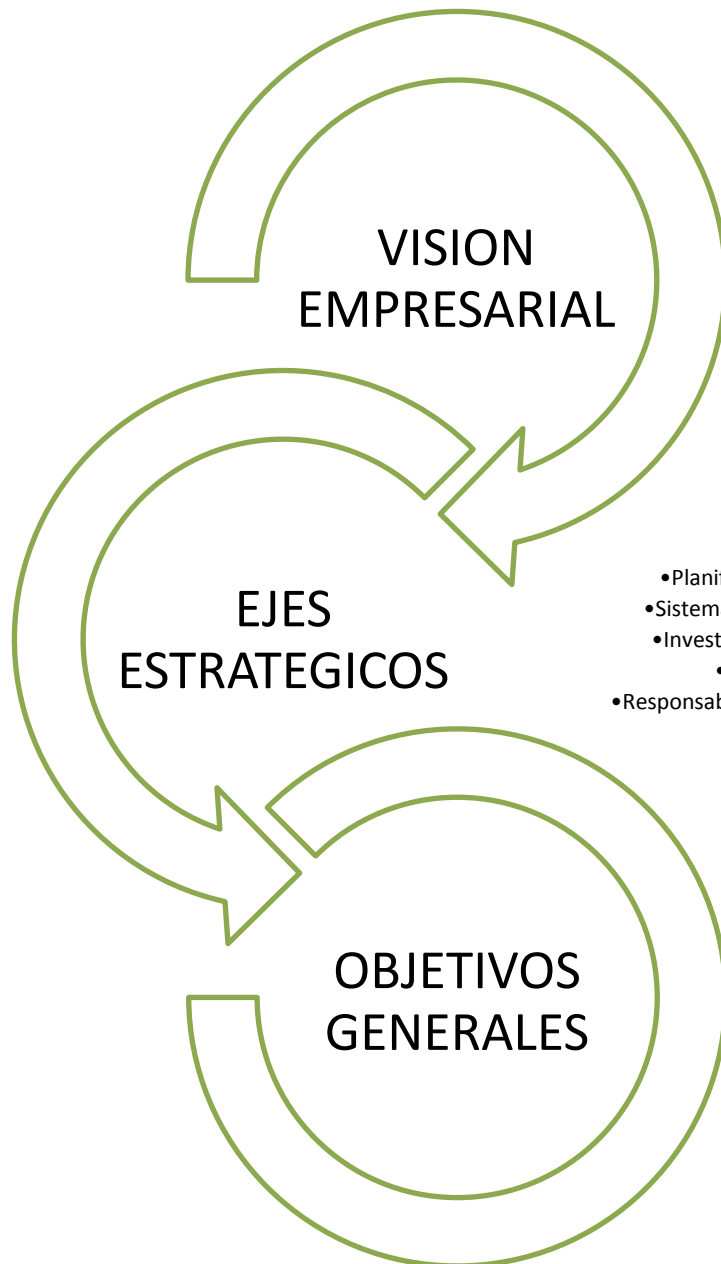 VISION
EMPRESARIAL
EJES
ESTRATEGICOS
•
•
•
•
•
OBJETIVOS
GENERALES